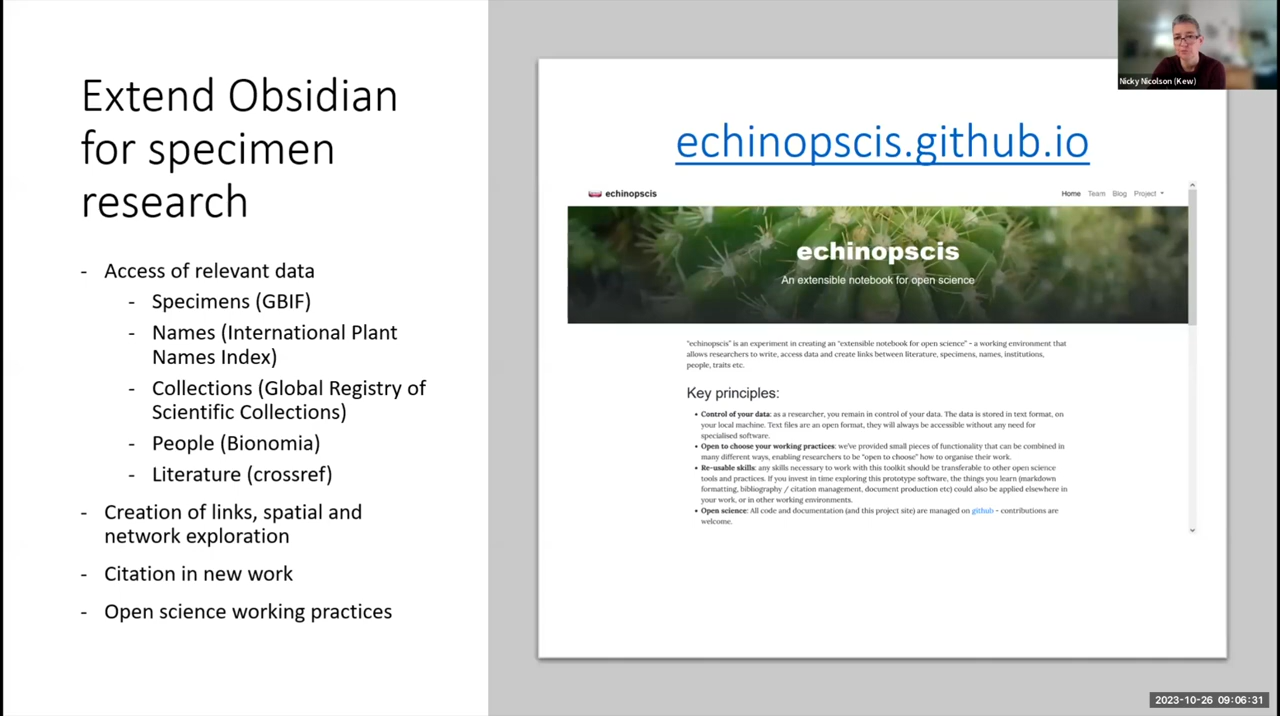 Extend Obsidian
for specimen
research
- Access of relevant data
- Specimens (GBIF)
- Names (International Plant
Names Index)
- Collections (Global Registry of
Scientific Collections)
- People (Bionomia)
- Literature (crossref)
- Creation of links, spatial and
network exploration
- Citation in new work
- Open science working practices
echinopscis.github.io
echinopscis
Home Team Blog Project
echinopscis
An extensible notebook for open science
"echinopscis" is an experiment in creating an "extensible notebook for open science" - a working environment that
allows researchers to write, access data and create links between literature, specimens, names, institutions,
people, traits etc.
Key principles:
• Control of your data: as a researcher, you remain in control of your data. The data is stored in text format, on
your local machine. Text files are an open format, they will always be accessible without any need for
specialised software.
• Open to choose your working practices: we've provided small pieces of functionality that can be combined in
many different ways, enabling researchers to be "open to choose" how to organise their work.
• Re-usable skills: any skills necessary to work with this toolkit should be transferable to other open science
tools and practices. If you invest in time exploring this prototype software, the things you learn (markdown
formatting, bibliography / citation management, document production etc) could also be applied elsewhere in
your work, or in other working environments.
• Open science: All code and documentation (and this project site) are managed on github - contributions are
welcome.
Nicky Nicolson (Kew)
2023-10-26 09:06:31